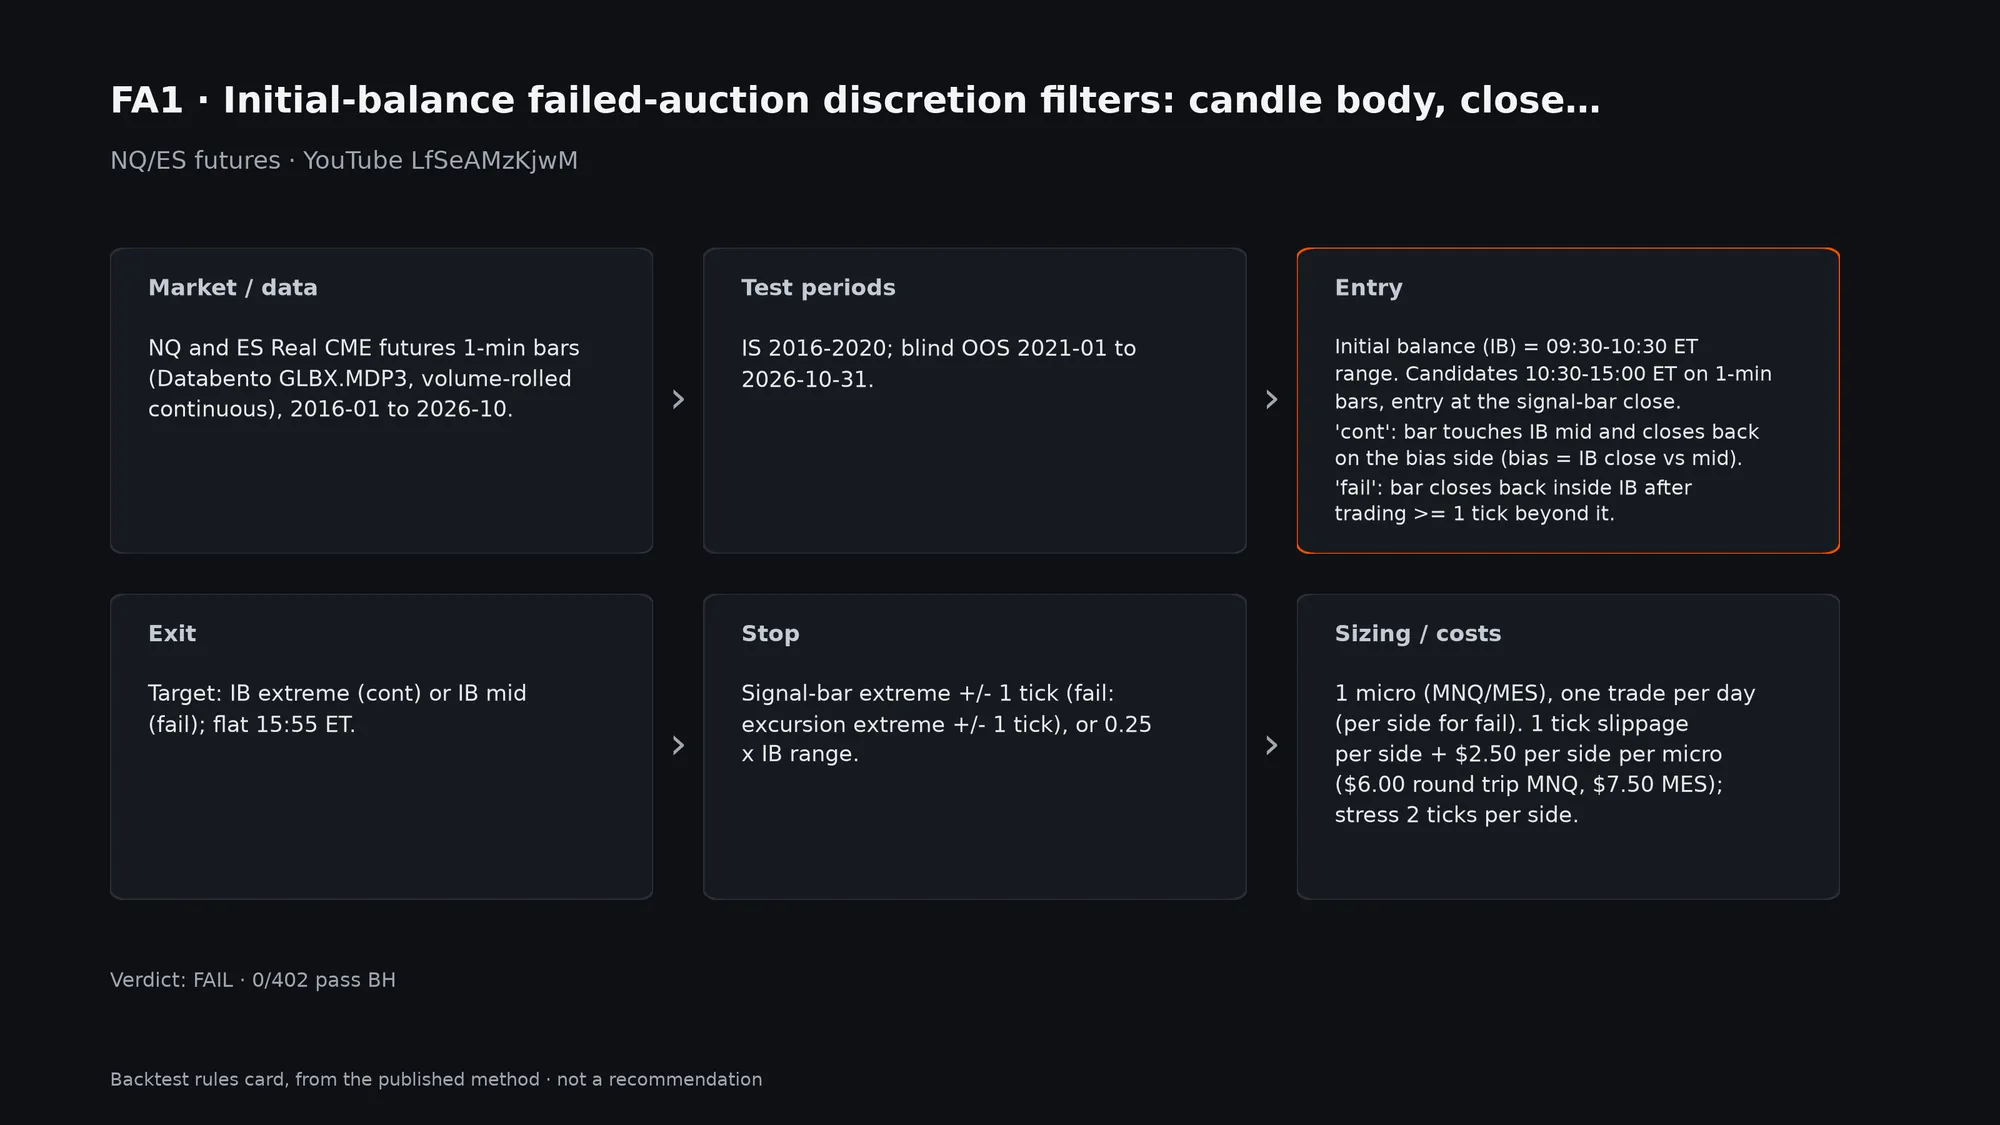 FA1 · Initial-balance failed-auction discretion filters: candle body, close…
NQ/ES futures · YouTube LfSeAMzKjwM
Market / data
NQ and ES Real CME futures 1-min bars
(Databento GLBX.MDP3, volume-rolled
continuous), 2016-01 to 2026-10.
›
Test periods
IS 2016-2020; blind OOS 2021-01 to
2026-10-31.
›
Entry
Initial balance (IB) = 09:30-10:30 ET
range. Candidates 10:30-15:00 ET on 1-min
bars, entry at the signal-bar close.
'cont': bar touches IB mid and closes back
on the bias side (bias = IB close vs mid).
'fail': bar closes back inside IB after
trading >= 1 tick beyond it.
Exit
Target: IB extreme (cont) or IB mid
(fail); flat 15:55 ET.
›
Stop
Signal-bar extreme +/- 1 tick (fail:
excursion extreme +/- 1 tick), or 0.25
x IB range.
›
Sizing / costs
1 micro (MNQ/MES), one trade per day
(per side for fail). 1 tick slippage
per side + $2.50 per side per micro
($6.00 round trip MNQ, $7.50 MES);
stress 2 ticks per side.
Verdict: FAIL · 0/402 pass BH
Backtest rules card, from the published method · not a recommendation